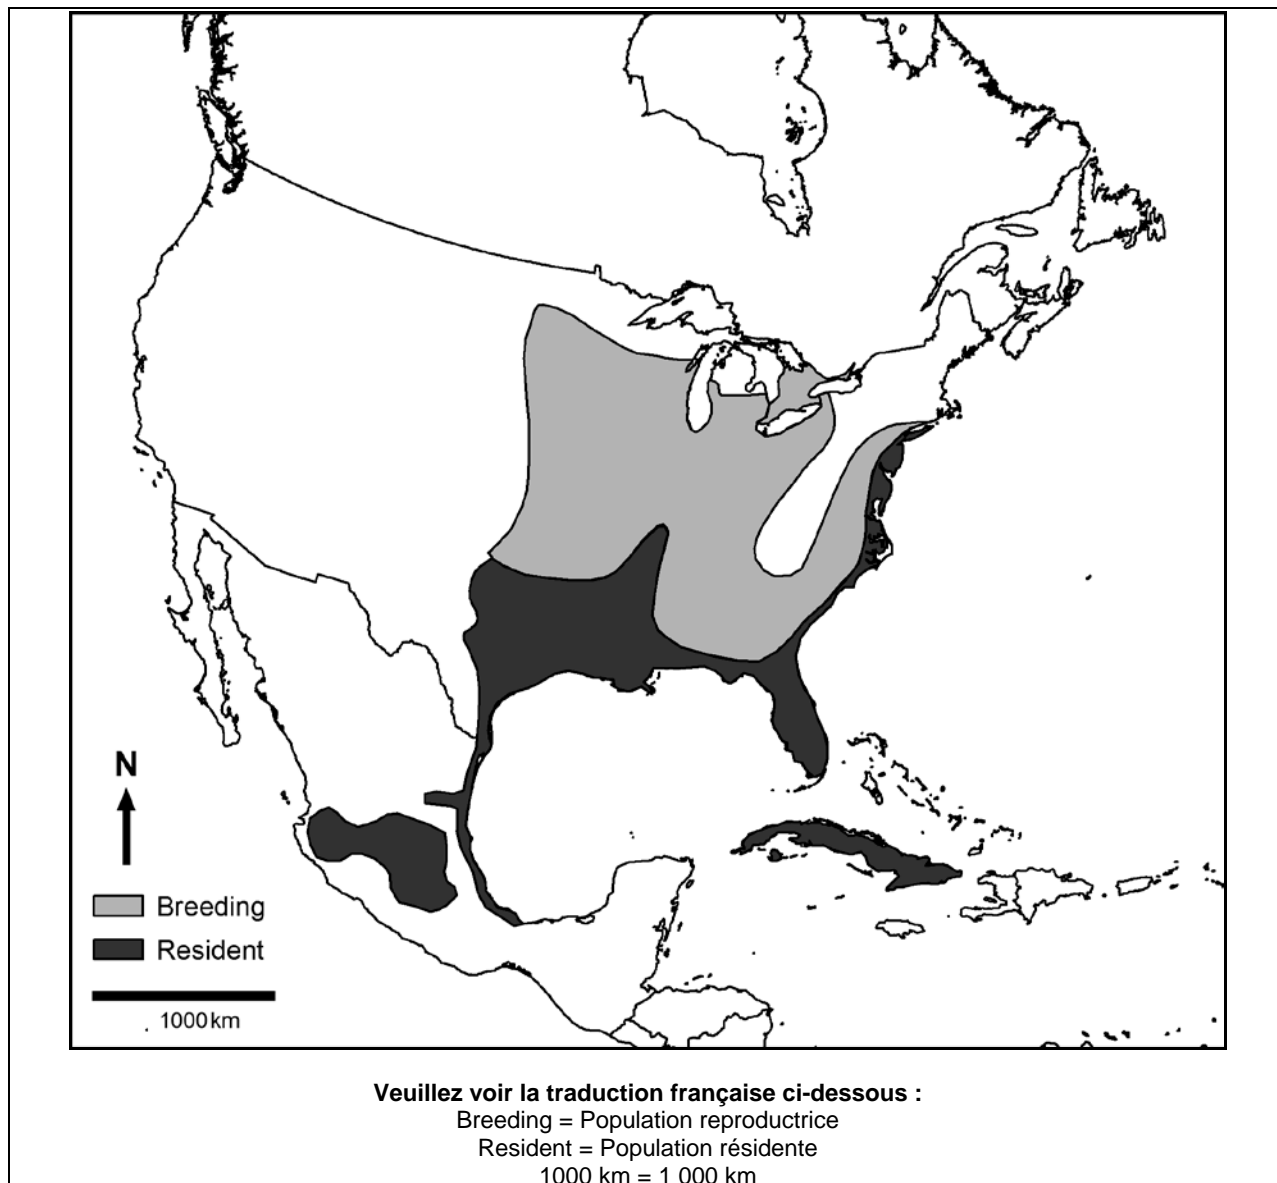 N
Breeding
Resident
1000 km
Veuillez voir la traduction française ci-dessous :
Breeding = Population reproductrice
Resident = Population résidente
1000 km = 1 000 km